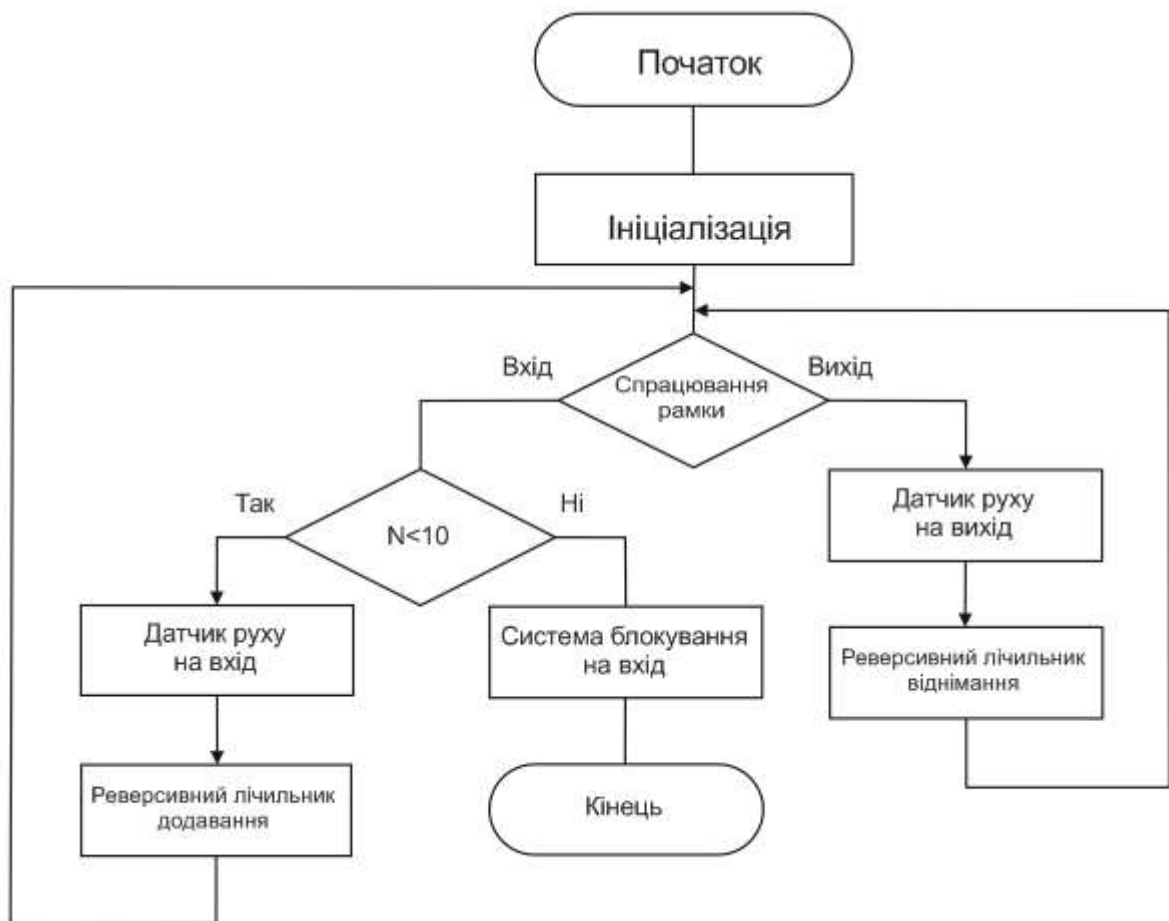 Початок
Ініціалізація
Вхід
Вихід
Спрацювання
рамки
Так
Ні
N<10
Датчик руху
на вихід
Датчик руху
на вхід
Система блокування
на вхід
Реверсивний лічильник
віднімання
Реверсивний лічильник
додавання
Кінець